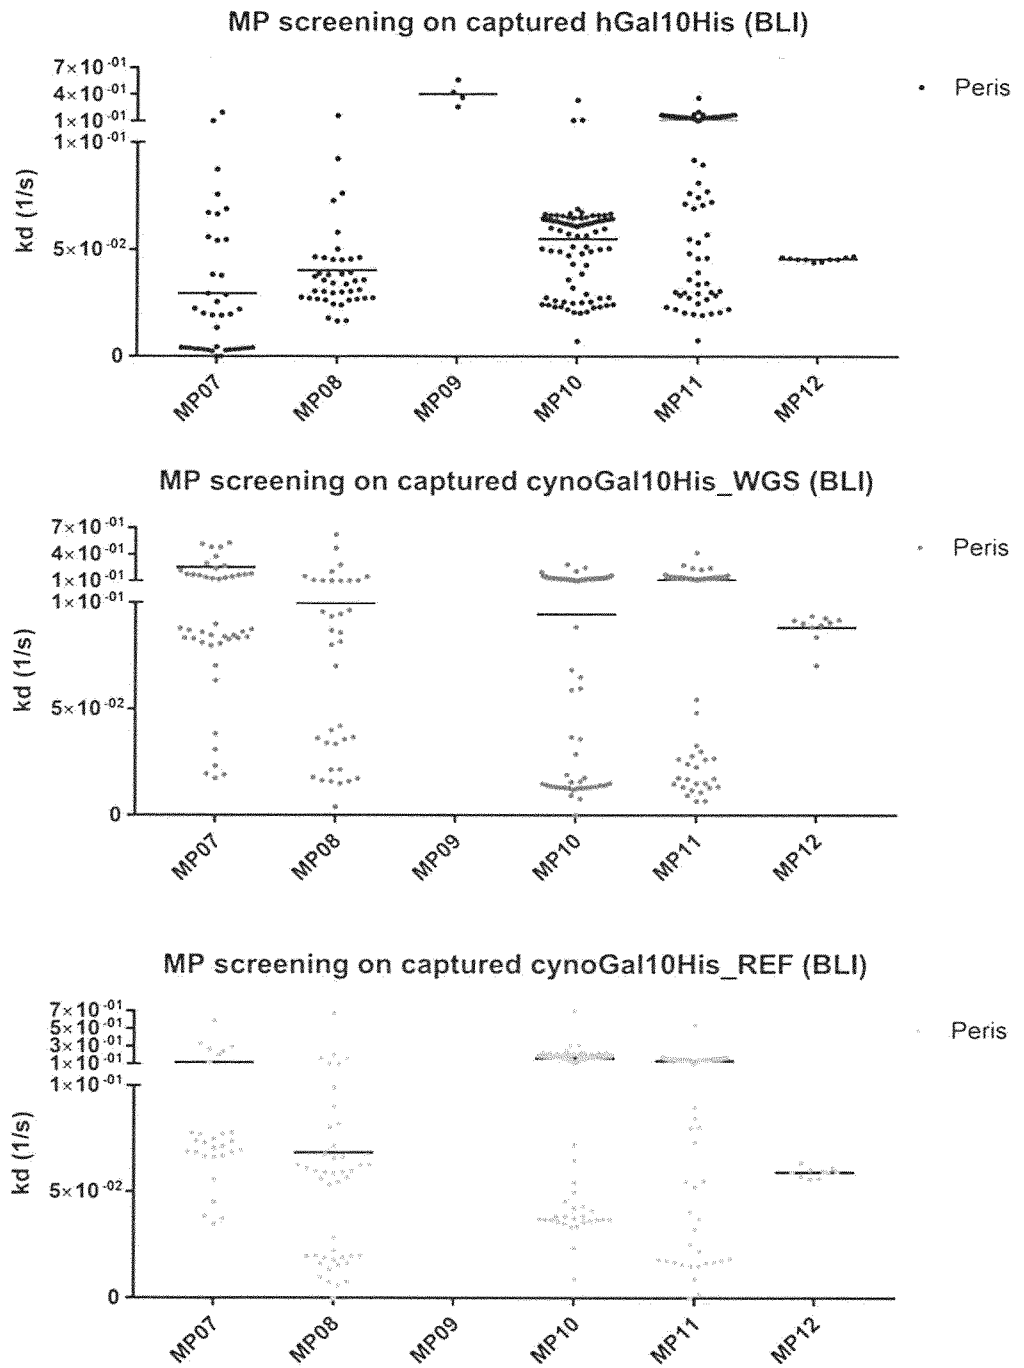 MP screening on captured hGal10His (BLI)
7×10⁻⁰¹
4×10⁻⁰¹
1×10⁻⁰¹
1×10⁻⁰¹
5×10⁻⁰²
0
kd (1/s)
Peris
MP07 MP08 MP09 MP10 MP11 MP12
MP screening on captured cynoGal10His_WGS (BLI)
7×10⁻⁰¹
4×10⁻⁰¹
1×10⁻⁰¹
1×10⁻⁰¹
5×10⁻⁰²
0
kd (1/s)
Peris
MP07 MP08 MP09 MP10 MP11 MP12
MP screening on captured cynoGal10His_REF (BLI)
7×10⁻⁰¹
5×10⁻⁰¹
3×10⁻⁰¹
1×10⁻⁰¹
1×10⁻⁰¹
5×10⁻⁰²
0
kd (1/s)
Peris
MP07 MP08 MP09 MP10 MP11 MP12